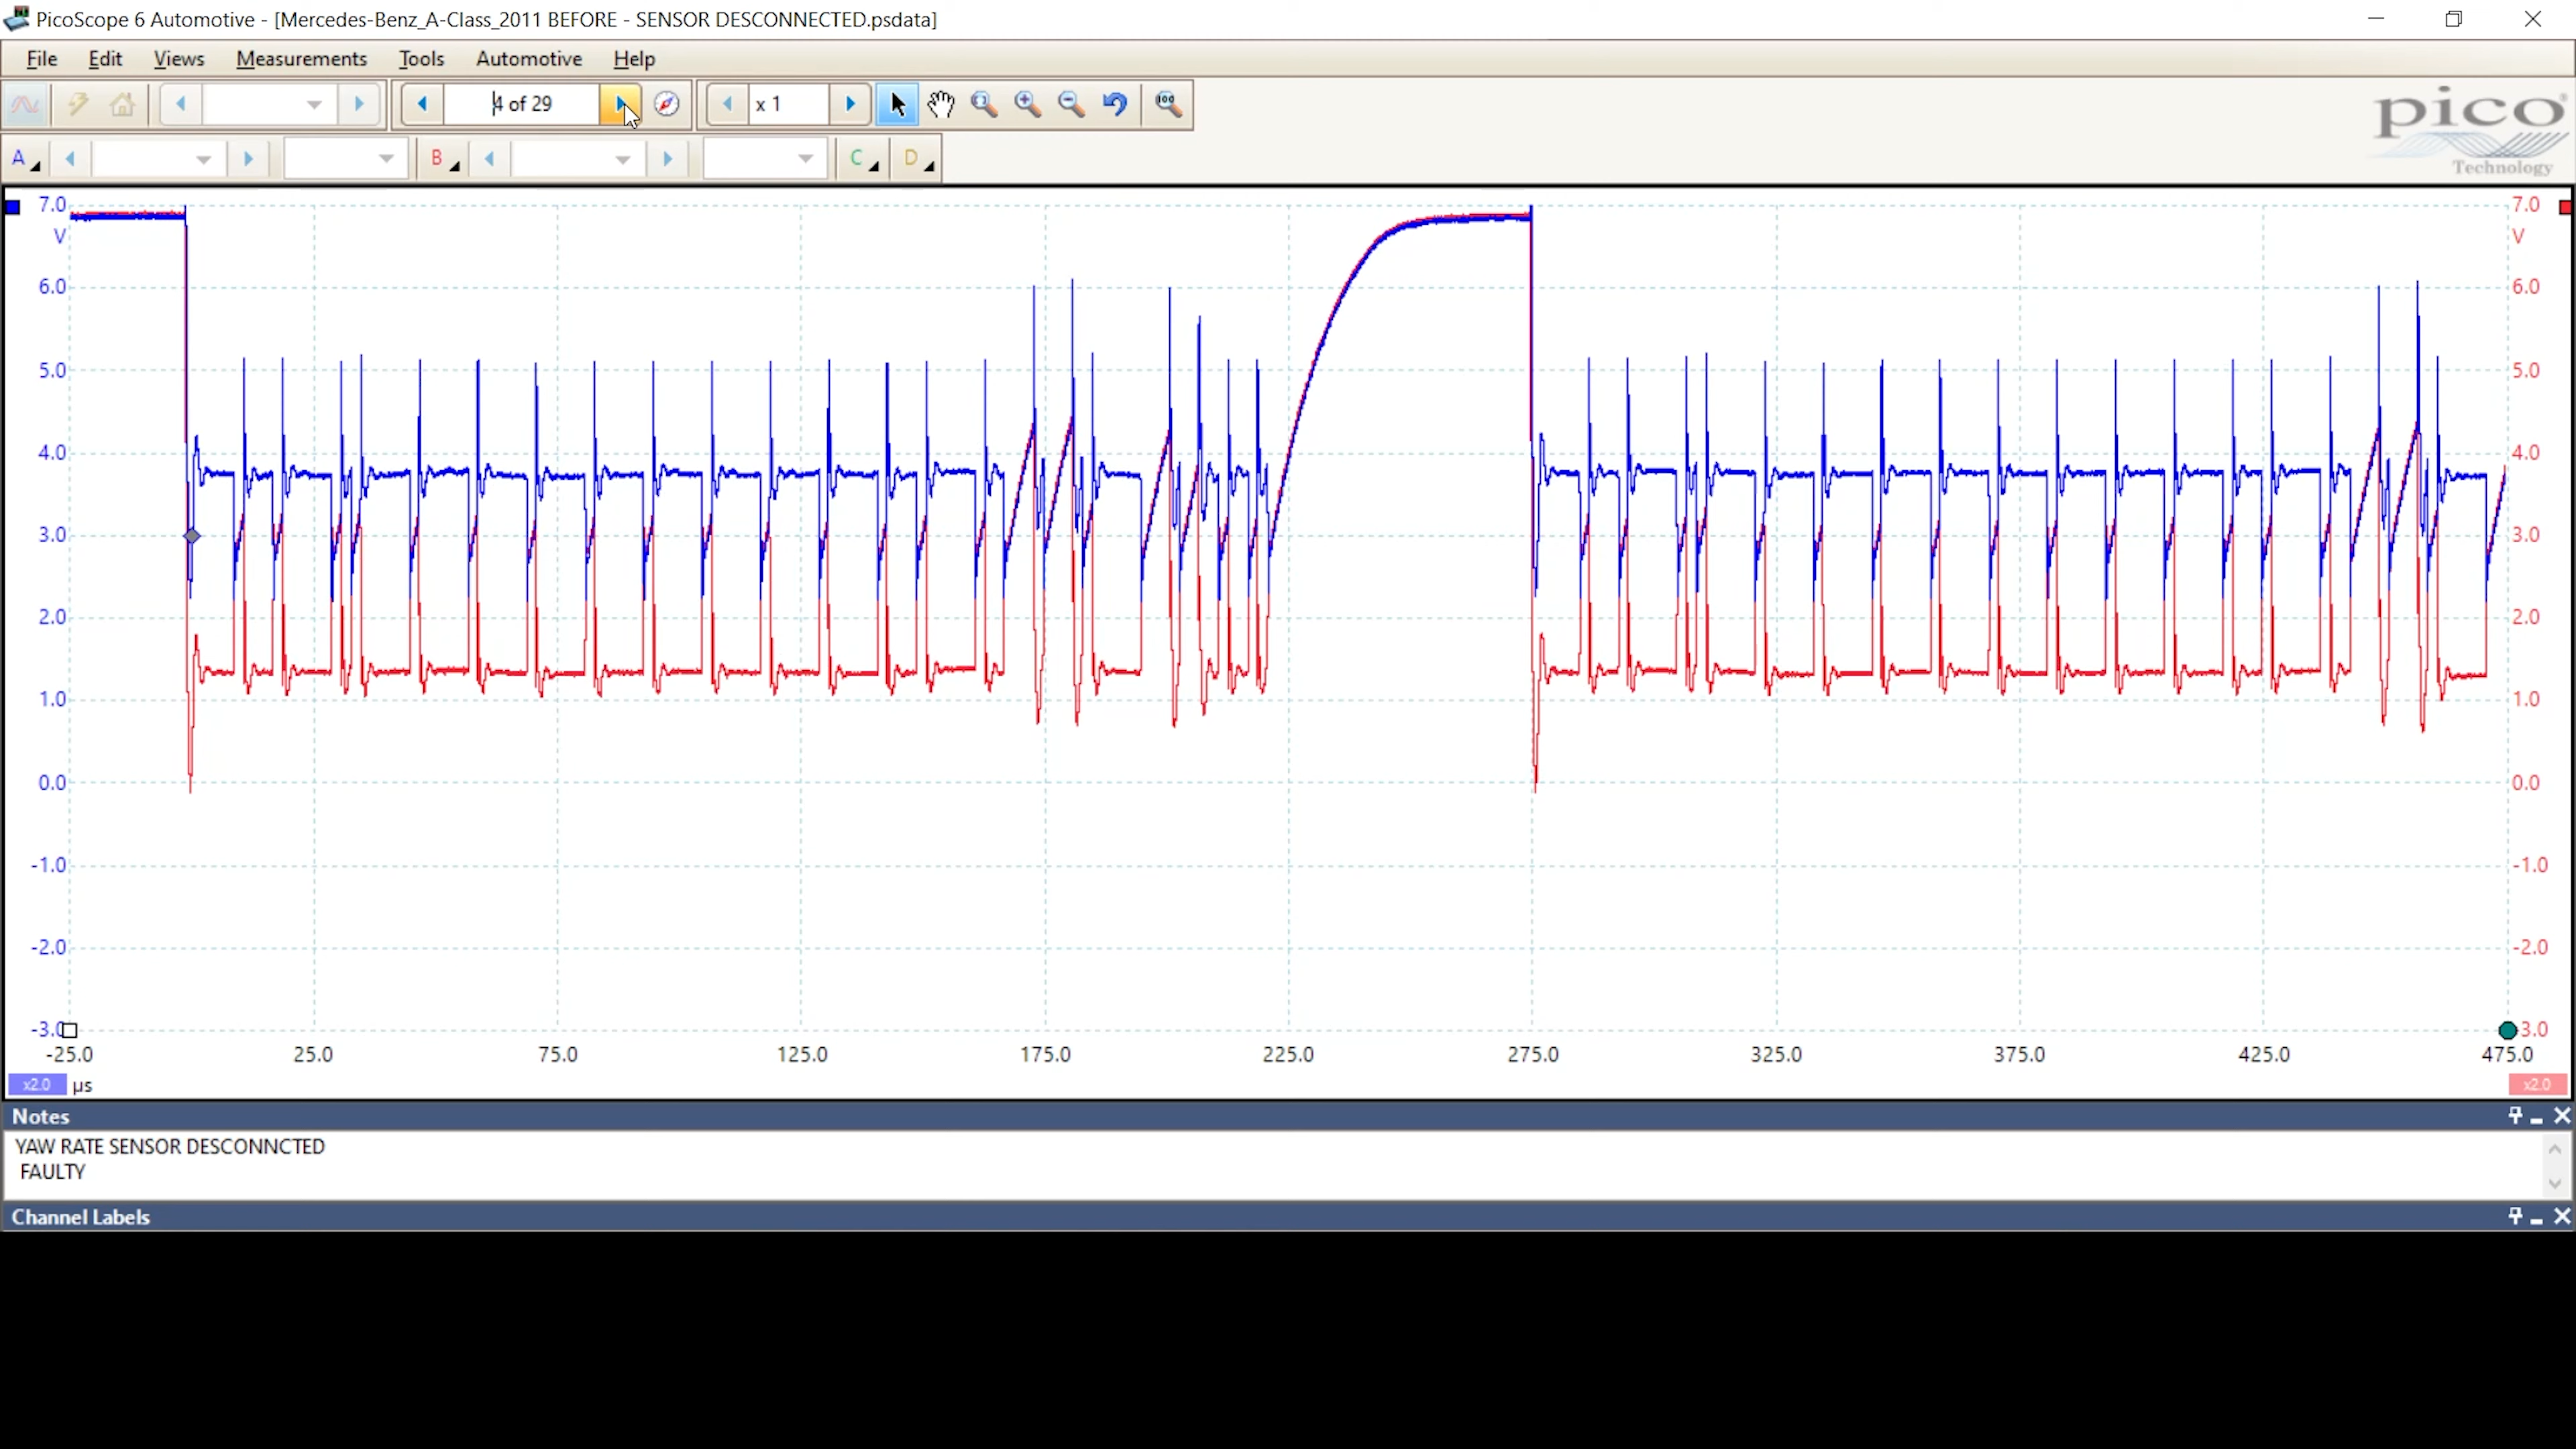 PicoScope 6 Automotive - [Mercedes-Benz_A-Class_2011 BEFORE - SENSOR DESCONNECTED.psdata]
File Edit Views Measurements Tools Automotive Help
4 of 29 x 1
A B C D
pico
Technology
7.0 7.0
V V
6.0 6.0
5.0 5.0
4.0 4.0
3.0 3.0
2.0 2.0
1.0 1.0
0.0 0.0
-1.0 -1.0
-2.0 -2.0
-3.0 3.0
-25.0 25.0 75.0 125.0 175.0 225.0 275.0 325.0 375.0 425.0 475.0
x2.0 µs x2.0
Notes
YAW RATE SENSOR DESCONNCTED
FAULTY
Channel Labels